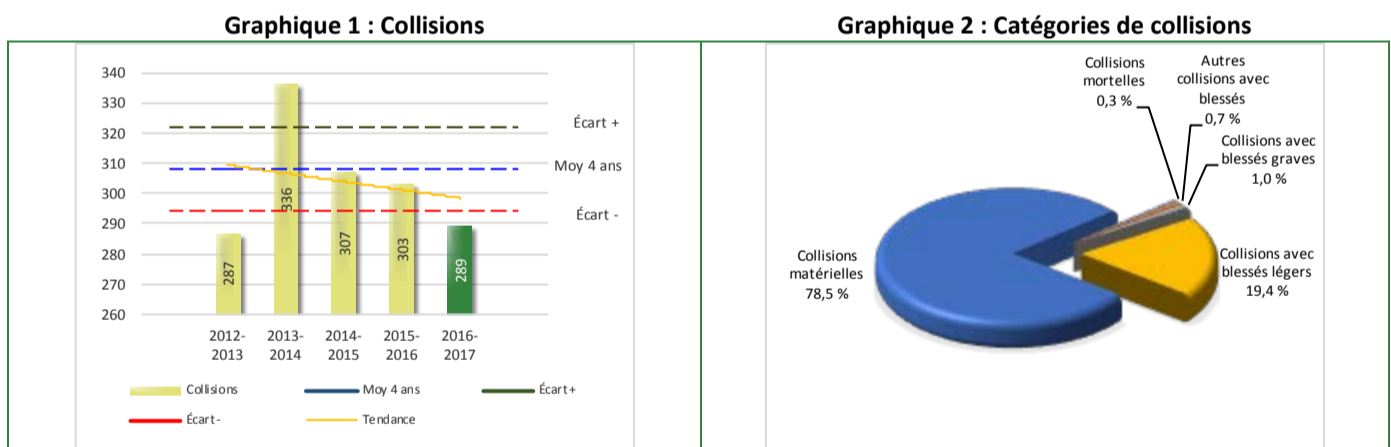 Graphique 1 : Collisions
340
330
320
310
300
290
280
270
260
287
336
307
303
289
Écart +
Moy 4 ans
Écart -
2012-
2013
2013-
2014
2014-
2015
2015-
2016
2016-
2017
Collisions
Moy 4 ans
Écart+
Écart-
Tendance
Graphique 2 : Catégories de collisions
Collisions
mortelles
0,3 %
Autres
collisions avec
blessés
0,7 %
Collisions avec
blessés graves
1,0 %
Collisions
matérielles
78,5 %
Collisions avec
blessés légers
19,4 %